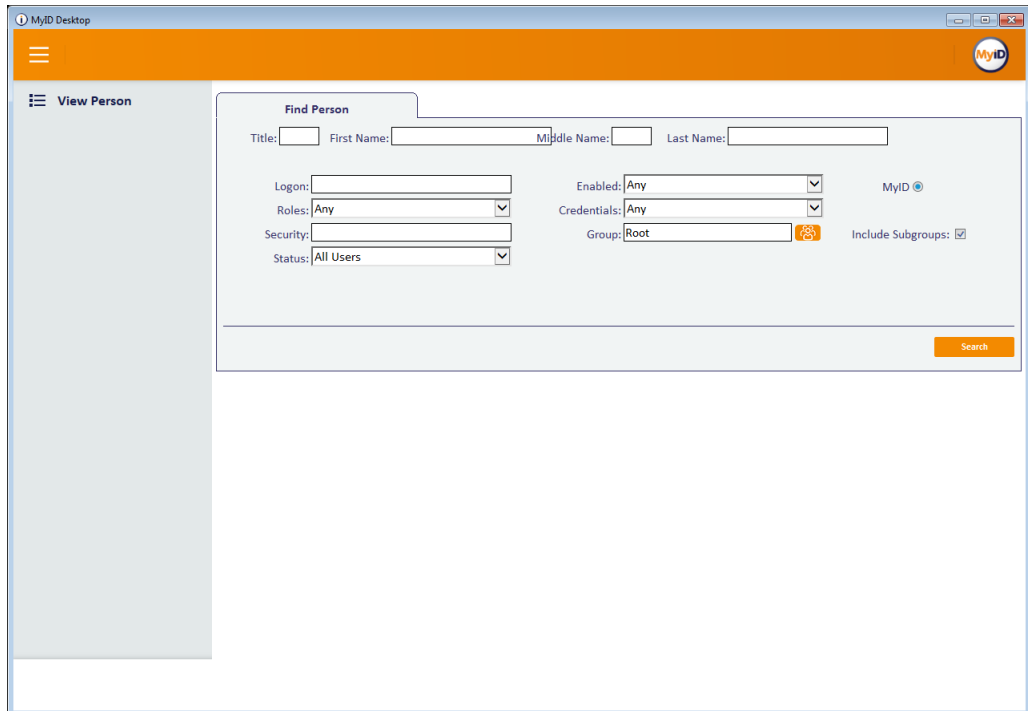 MyID Desktop
MyID
View Person
Find Person
Title: First Name: Middle Name: Last Name:
Logon: Enabled: Any MyID
Roles: Any Credentials: Any
Security: Group: Root Include Subgroups:
Status: All Users
Search